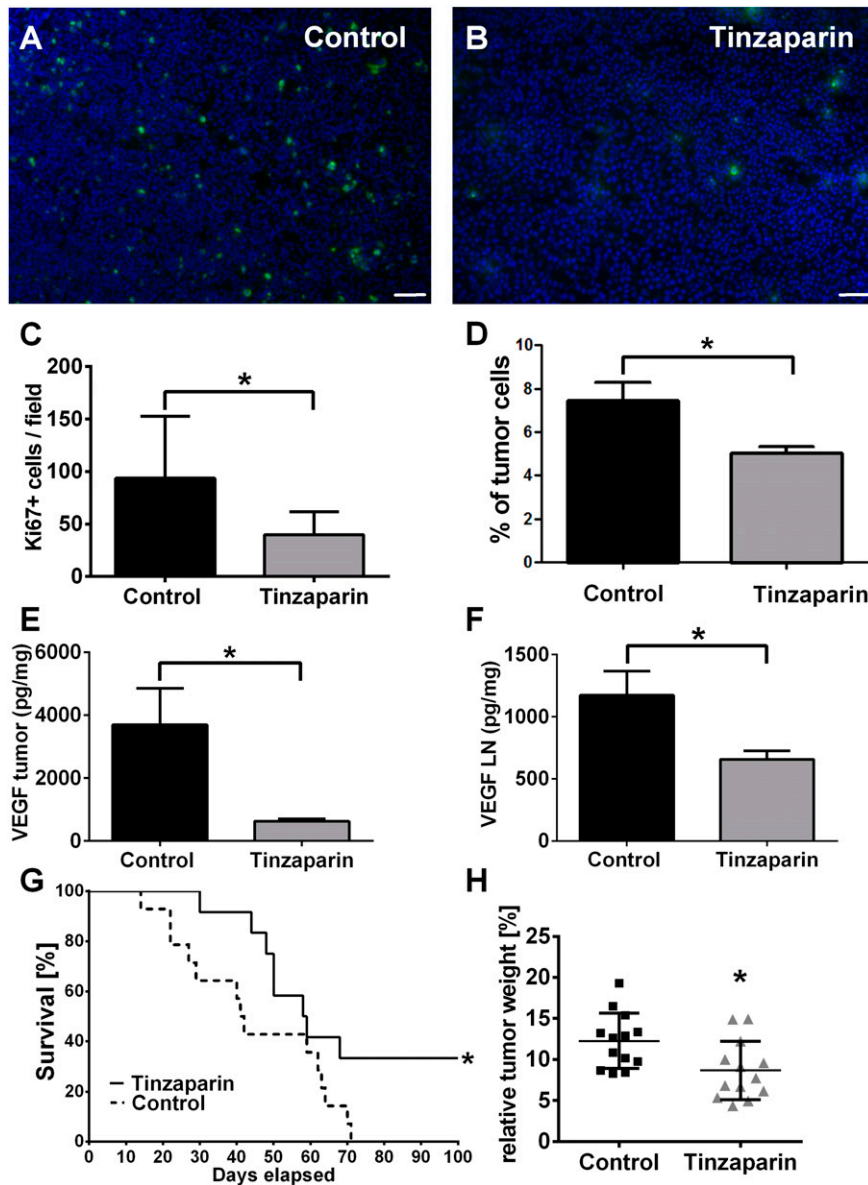 A Control
B Tinzaparin
C
Ki67+ cells / field
200
150
100
50
0
*
Control Tinzaparin
D
% of tumor cells
10
8
6
4
2
0
*
Control Tinzaparin
E
VEGF tumor (pg/mg)
6000
4000
2000
0
*
Control Tinzaparin
F
VEGF LN (pg/mg)
1500
1000
500
0
*
Control Tinzaparin
G
Survival [%]
100
80
60
40
20
0 10 20 30 40 50 60 70 80 90 100
Days elapsed
Tinzaparin
Control
*
H
relative tumor weight [%]
25
20
15
10
5
0
*
Control Tinzaparin